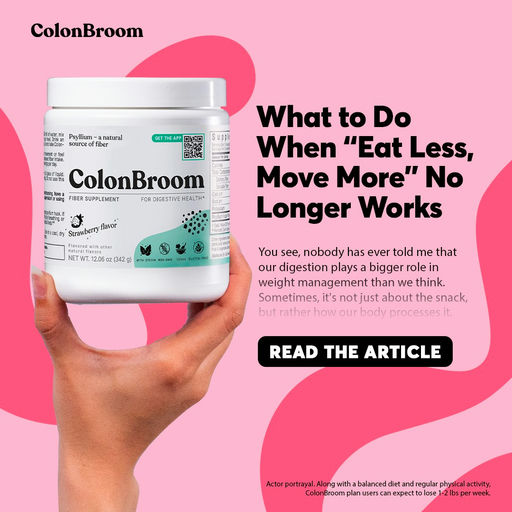 ColonBroom
Psyllium – a natural
source of fiber
GET THE APP
ColonBroom
FIBER SUPPLEMENT
FOR DIGESTIVE HEALTH*
Strawberry flavor
Flavored with other
natural flavors
NET WT. 12.06 oz (342 g)
What to Do
When “Eat Less,
Move More” No
Longer Works
You see, nobody has ever told me that
our digestion plays a bigger role in
weight management than we think.
Sometimes, it's not just about the snack,
but rather how our body processes it.
READ THE ARTICLE
Actor portrayal. Along with a balanced diet and regular physical activity,
ColonBroom plan users can expect to lose 1-2 lbs per week.